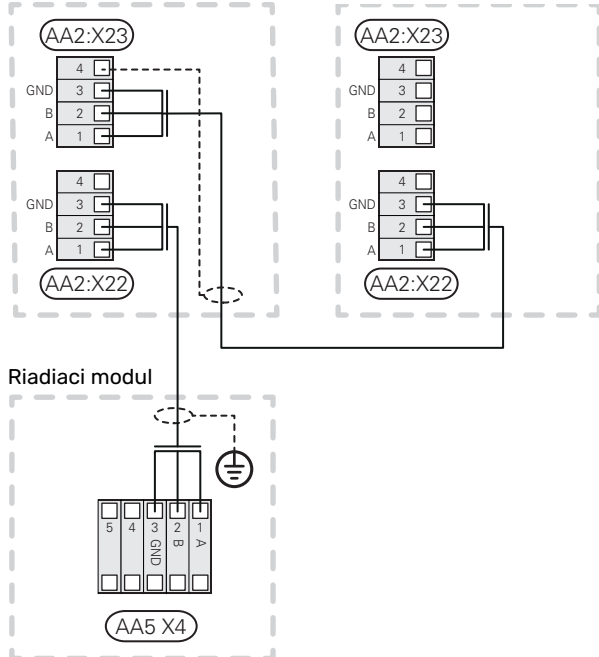 AA2:X23
4
GND 3
B 2
A 1
4
GND 3
B 2
A 1
AA2:X22
AA2:X23
4
GND 3
B 2
A 1
4
GND 3
B 2
A 1
AA2:X22
Riadiaci modul
5 4 3 2 1
GND B A
AA5 X4